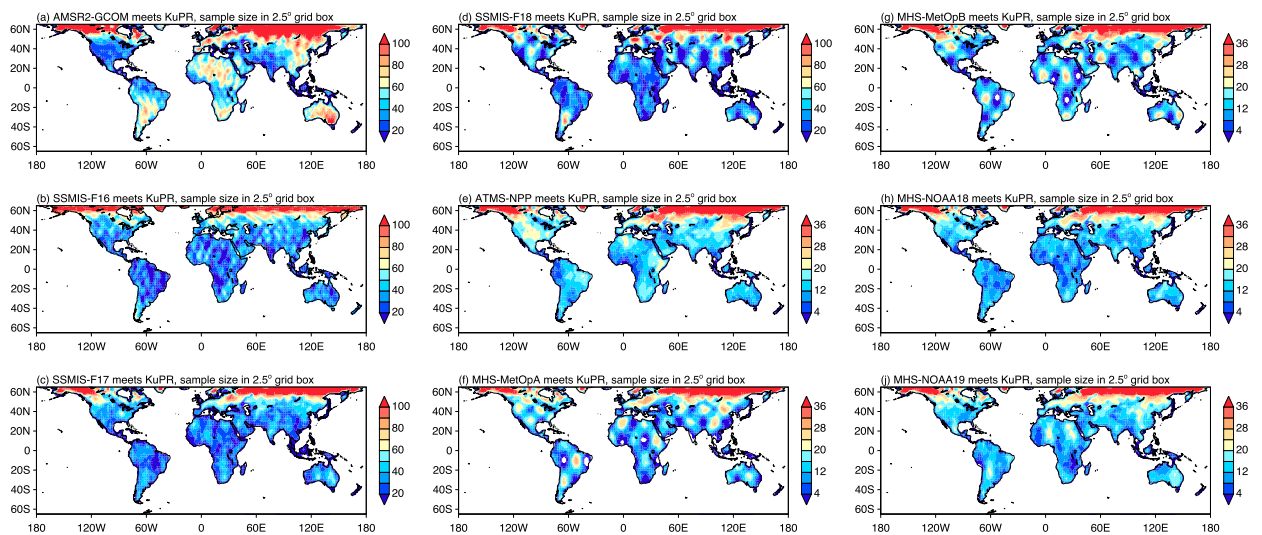 (a) AMSR2-GCOM meets KuPR, sample size in 2.5° grid box
60N
40N
20N
0
20S
40S
60S
180 120W 60W 0 60E 120E 180
100
80
60
40
20
(d) SSMIS-F18 meets KuPR, sample size in 2.5° grid box
60N
40N
20N
0
20S
40S
60S
180 120W 60W 0 60E 120E 180
100
80
60
40
20
(g) MHS-MetOpB meets KuPR, sample size in 2.5° grid box
60N
40N
20N
0
20S
40S
60S
180 120W 60W 0 60E 120E 180
36
28
20
12
4
(b) SSMIS-F16 meets KuPR, sample size in 2.5° grid box
60N
40N
20N
0
20S
40S
60S
180 120W 60W 0 60E 120E 180
100
80
60
40
20
(e) ATMS-NPP meets KuPR, sample size in 2.5° grid box
60N
40N
20N
0
20S
40S
60S
180 120W 60W 0 60E 120E 180
36
28
20
12
4
(h) MHS-NOAA18 meets KuPR, sample size in 2.5° grid box
60N
40N
20N
0
20S
40S
60S
180 120W 60W 0 60E 120E 180
36
28
20
12
4
(c) SSMIS-F17 meets KuPR, sample size in 2.5° grid box
60N
40N
20N
0
20S
40S
60S
180 120W 60W 0 60E 120E 180
100
80
60
40
20
(f) MHS-MetOpA meets KuPR, sample size in 2.5° grid box
60N
40N
20N
0
20S
40S
60S
180 120W 60W 0 60E 120E 180
36
28
20
12
4
(j) MHS-NOAA19 meets KuPR, sample size in 2.5° grid box
60N
40N
20N
0
20S
40S
60S
180 120W 60W 0 60E 120E 180
36
28
20
12
4